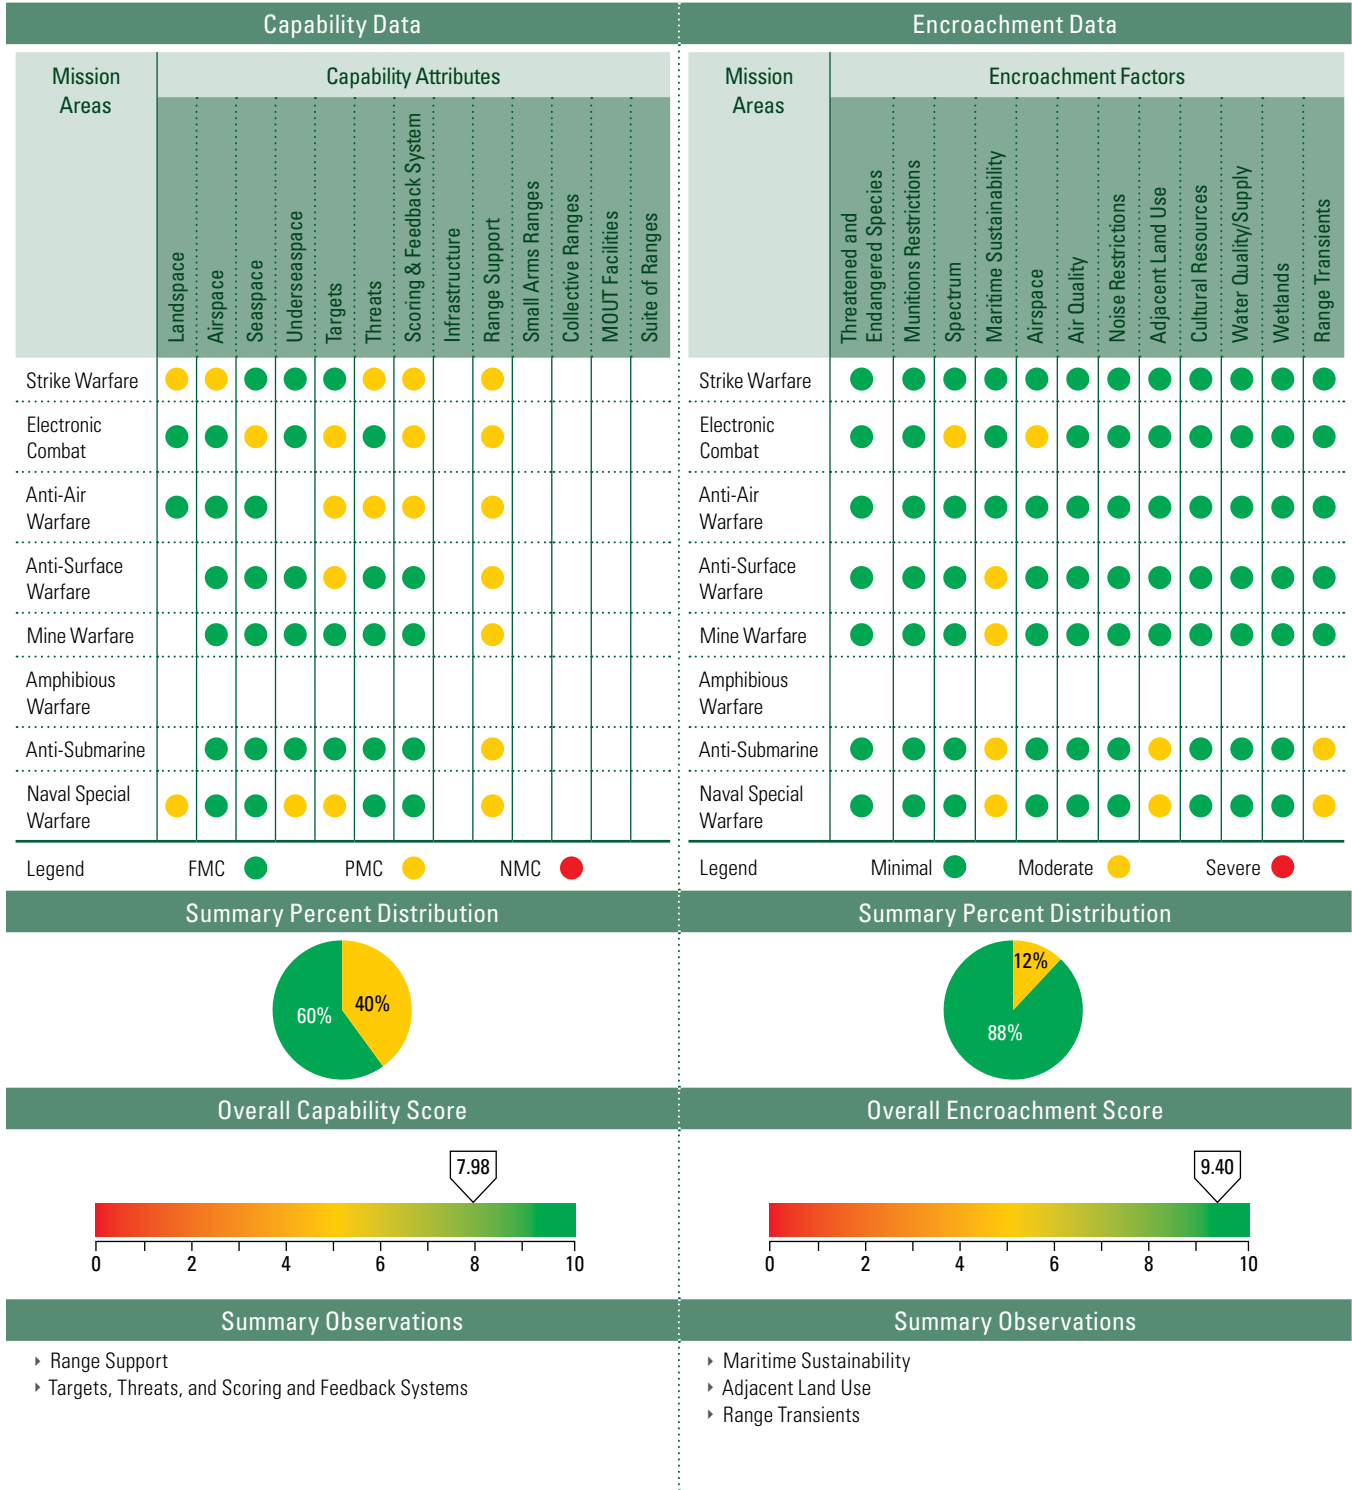 Capability Data
Mission
Areas
Capability Attributes
Landspace
Airspace
Seaspace
Underseaspace
Targets
Threats
Scoring & Feedback System
Infrastructure
Range Support
Small Arms Ranges
Collective Ranges
MOUT Facilities
Suite of Ranges
Strike Warfare
Electronic
Combat
Anti-Air
Warfare
Anti-Surface
Warfare
Mine Warfare
Amphibious
Warfare
Anti-Submarine
Naval Special
Warfare
Legend FMC PMC NMC
Summary Percent Distribution
60%
40%
Overall Capability Score
7.98
0 2 4 6 8 10
Summary Observations
Range Support
Targets, Threats, and Scoring and Feedback Systems
Encroachment Data
Mission
Areas
Encroachment Factors
Threatened and
Endangered Species
Munitions Restrictions
Spectrum
Maritime Sustainability
Airspace
Air Quality
Noise Restrictions
Adjacent Land Use
Cultural Resources
Water Quality/Supply
Wetlands
Range Transients
Strike Warfare
Electronic
Combat
Anti-Air
Warfare
Anti-Surface
Warfare
Mine Warfare
Amphibious
Warfare
Anti-Submarine
Naval Special
Warfare
Legend Minimal Moderate Severe
Summary Percent Distribution
12%
88%
Overall Encroachment Score
9.40
0 2 4 6 8 10
Summary Observations
Maritime Sustainability
Adjacent Land Use
Range Transients